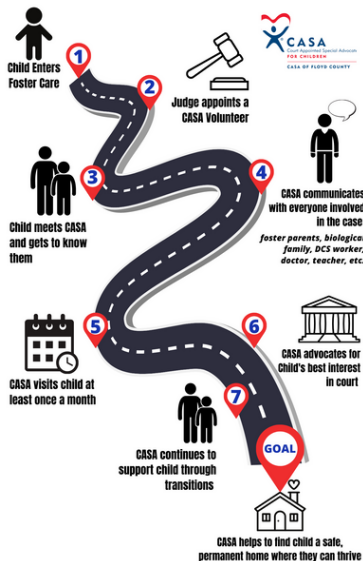 CASA
Court Appointed Special Advocates
FOR CHILDREN
CASA OF FLOYD COUNTY
1
Child Enters
Foster Care
2
Judge appoints a
CASA Volunteer
3
Child meets CASA
and gets to know
them
4
CASA communicates
with everyone involved
in the case
foster parents, biological
family, DCS worker,
doctor, teacher, etc.
5
CASA visits child at
least once a month
6
CASA advocates for
Child's best interest
in court
7
CASA continues to
support child through
transitions
GOAL
CASA helps to find child a safe,
permanent home where they can thrive